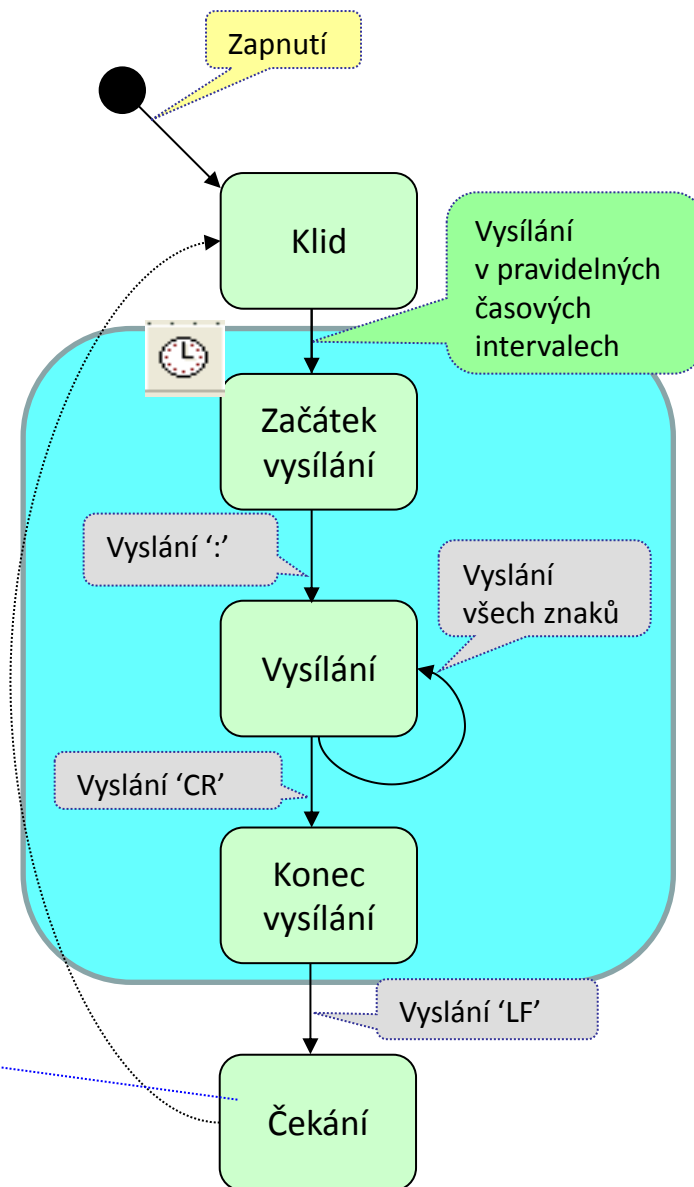 Zapnutí
Klid
Vysílání
v pravidelných
časových
intervalech
Začátek
vysílání
Vyslání ‘:’
Vyslání
všech znaků
Vysílání
Vyslání ‘CR’
Konec
vysílání
Vyslání ‘LF’
Čekání